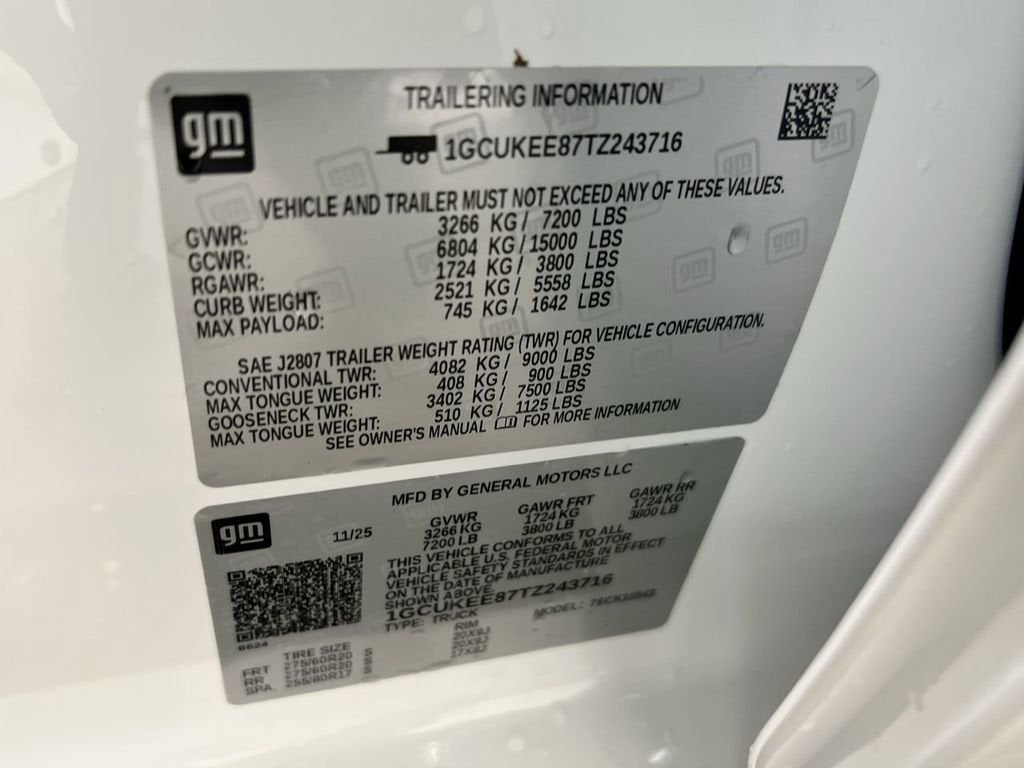 gm
TRAILERING INFORMATION
1GCUKEE87TZ243716
VEHICLE AND TRAILER MUST NOT EXCEED ANY OF THESE VALUES.
GVWR: 3266 KG/ 7200 LBS
GCWR: 6804 KG/15000 LBS
RGAWR: 1724 KG/ 3800 LBS
CURB WEIGHT: 2521 KG/ 5558 LBS
MAX PAYLOAD: 745 KG/ 1642 LBS
SAE J2807 TRAILER WEIGHT RATING (TWR) FOR VEHICLE CONFIGURATION.
CONVENTIONAL TWR: 4082 KG/ 9000 LBS
MAX TONGUE WEIGHT: 408 KG/ 900 LBS
GOOSENECK TWR: 3402 KG/ 7500 LBS
MAX TONGUE WEIGHT: 510 KG/ 1125 LBS
SEE OWNER'S MANUAL FOR MORE INFORMATION
gm
MFD BY GENERAL MOTORS LLC
11/25
GVWR GAWR FRT GAWR RR
3266 KG 1724 KG 1724 KG
7200 LB 3800 LB 3800 LB
THIS VEHICLE CONFORMS TO ALL
APPLICABLE U.S. FEDERAL MOTOR
VEHICLE SAFETY STANDARDS IN EFFECT
ON THE DATE OF MANUFACTURE
SHOWN ABOVE.
1GCUKEE87TZ243716
TYPE: TRUCK MODEL:
8624
TIRE SIZE RIM
FRT 275/60R20 S 20X9J
RR 275/60R20 S 20X9J
SPA 255/80R17 S 17X8J